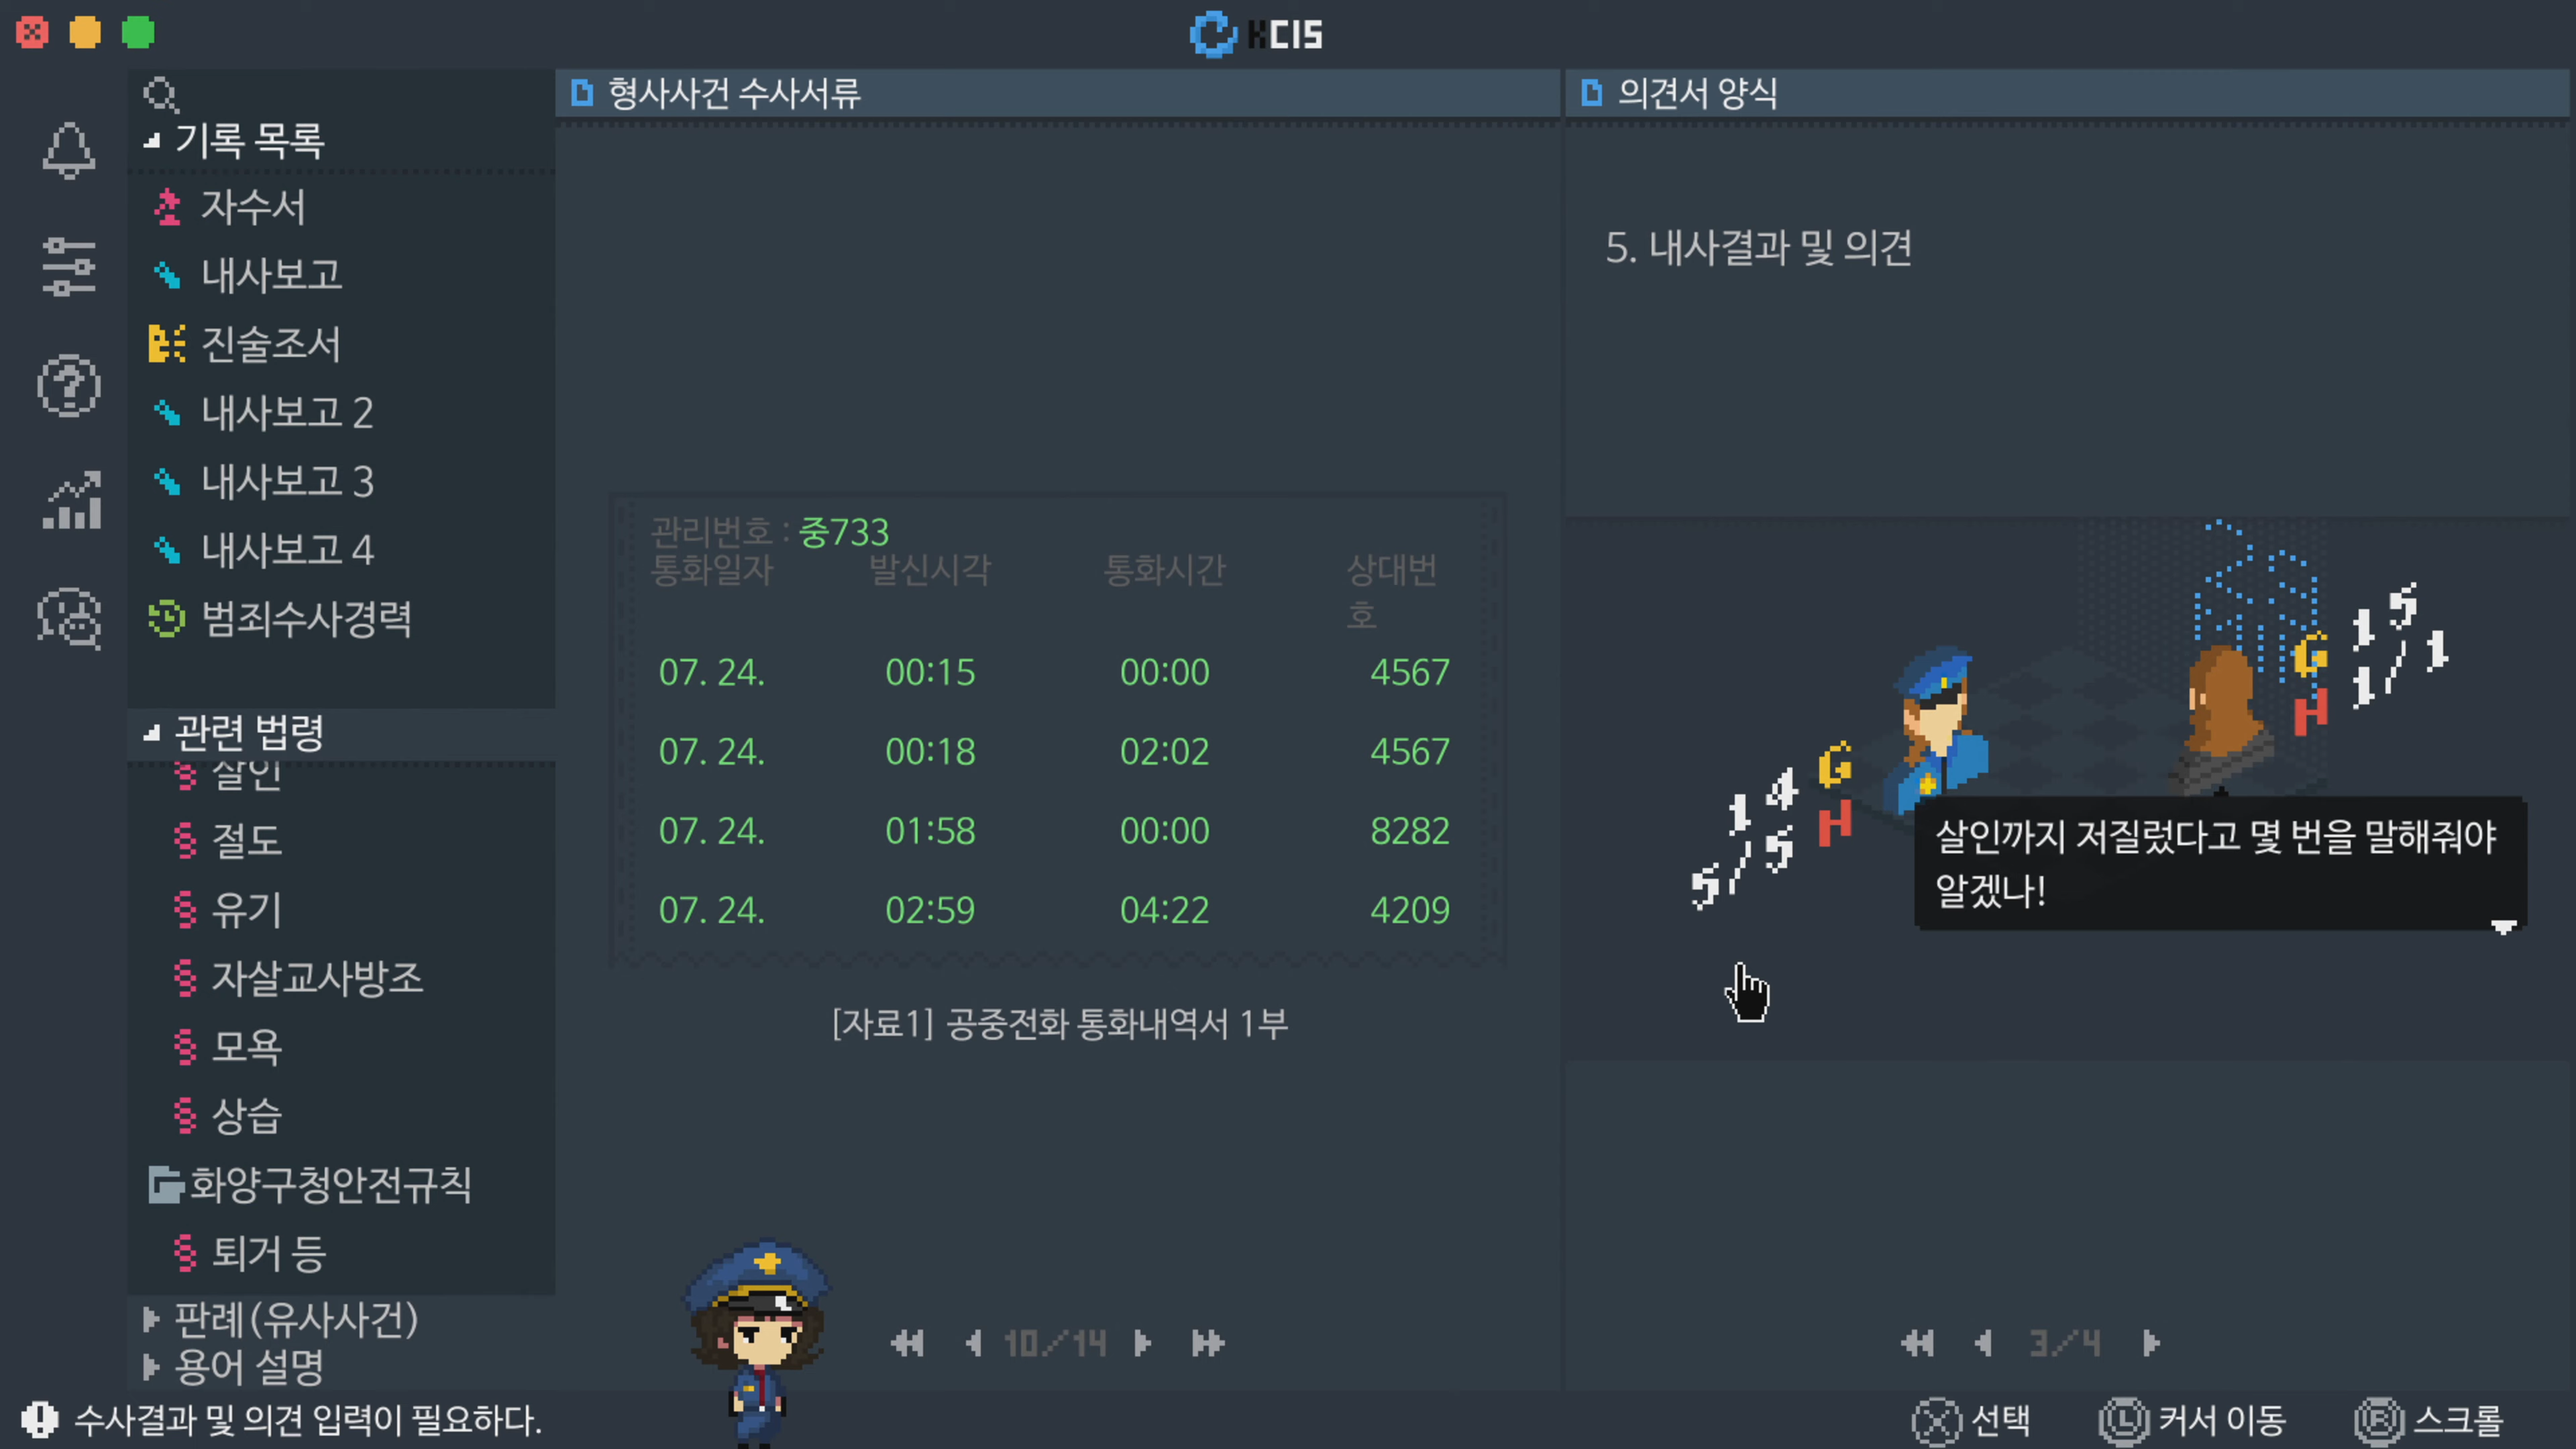 KCIS
기록 목록
자수서
내사보고
진술조서
내사보고 2
내사보고 3
내사보고 4
범죄수사경력
관련 법령
살인
절도
유기
자살교사방조
모욕
상습
화양구청안전규칙
퇴거 등
판례(유사사건)
용어 설명
형사사건 수사서류
관리번호 : 중733
통화일자 발신시각 통화시간 상대번
호
07. 24. 00:15 00:00 4567
07. 24. 00:18 02:02 4567
07. 24. 01:58 00:00 8282
07. 24. 02:59 04:22 4209
[자료1] 공중전화 통화내역서 1부
10/14
의견서 양식
5. 내사결과 및 의견
G 15
H 1/1
G 14
H 5/5
살인까지 저질렀다고 몇 번을 말해줘야
알겠나!
3/4
수사결과 및 의견 입력이 필요하다.
선택
L 커서 이동
R 스크롤